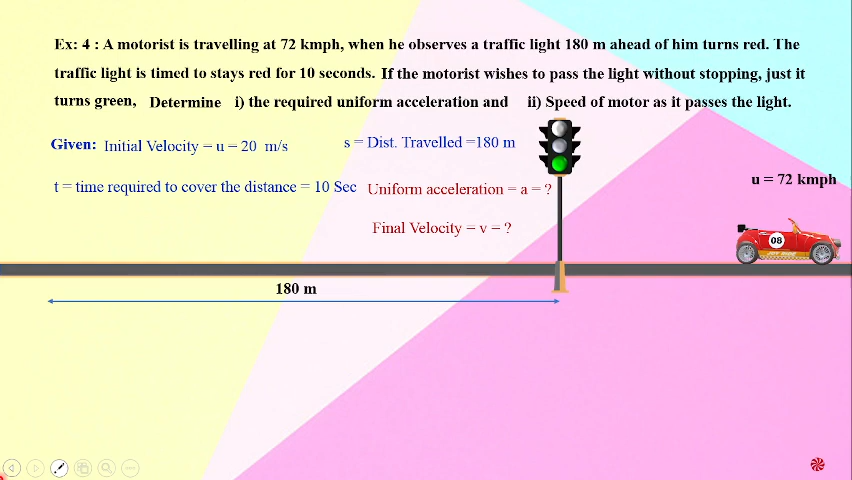 Ex: 4 : A motorist is travelling at 72 kmph, when he observes a traffic light 180 m ahead of him turns red. The
traffic light is timed to stays red for 10 seconds. If the motorist wishes to pass the light without stopping, just it
turns green, Determine i) the required uniform acceleration and ii) Speed of motor as it passes the light.
Given: Initial Velocity = u = 20 m/s
s = Dist. Travelled =180 m
t = time required to cover the distance = 10 Sec
Uniform acceleration = a = ?
u = 72 kmph
Final Velocity = v = ?
08
180 m